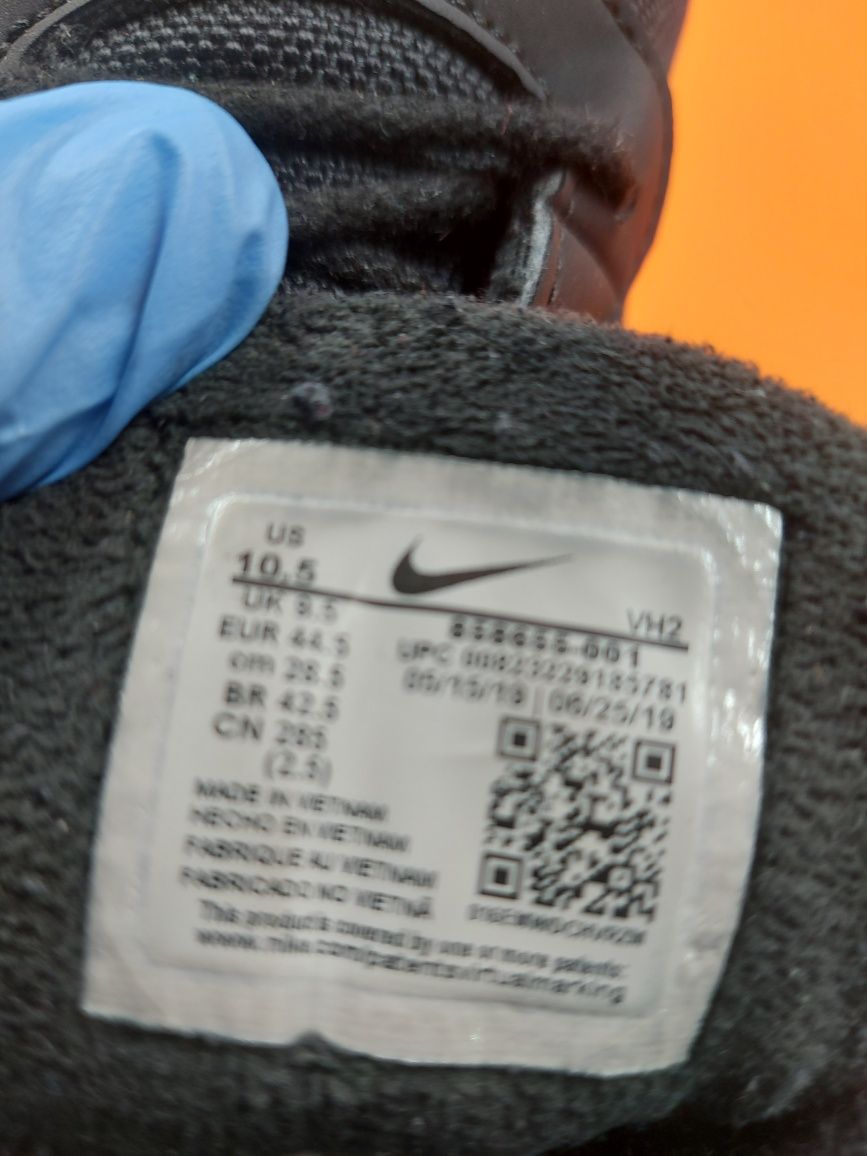 US
10.5
UK 9.5
EUR 44.5
cm 28.5
BR 42.5
CN 285
(2.5)
VH2
UPC 00823229185781
05/15/19 | 06/25/19
MADE IN VIETNAM
HECHO EN VIETNAM
FABRIQUE AU VIETNAM
FABRICADO NO VIETNÃ
This product is covered by one or more patents:
www.nike.com/patentsvirtualmarking